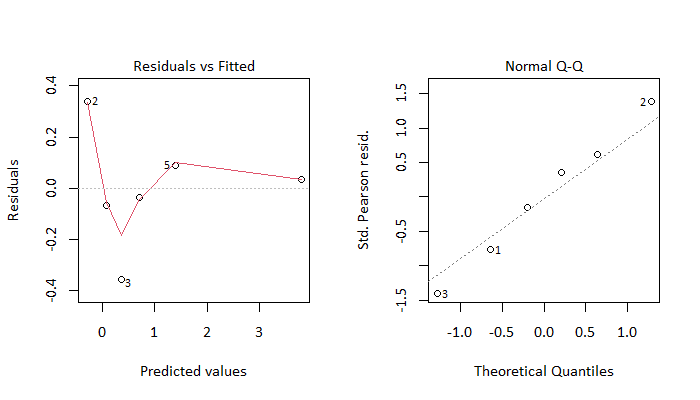 Residuals vs Fitted
Residuals
0.4
0.2
0.0
-0.2
-0.4
2
5
3
0 1 2 3
Predicted values
Normal Q-Q
Std. Pearson resid.
1.5
1.0
0.5
-0.5
-1.5
2
1
3
-1.0 -0.5 0.0 0.5 1.0
Theoretical Quantiles